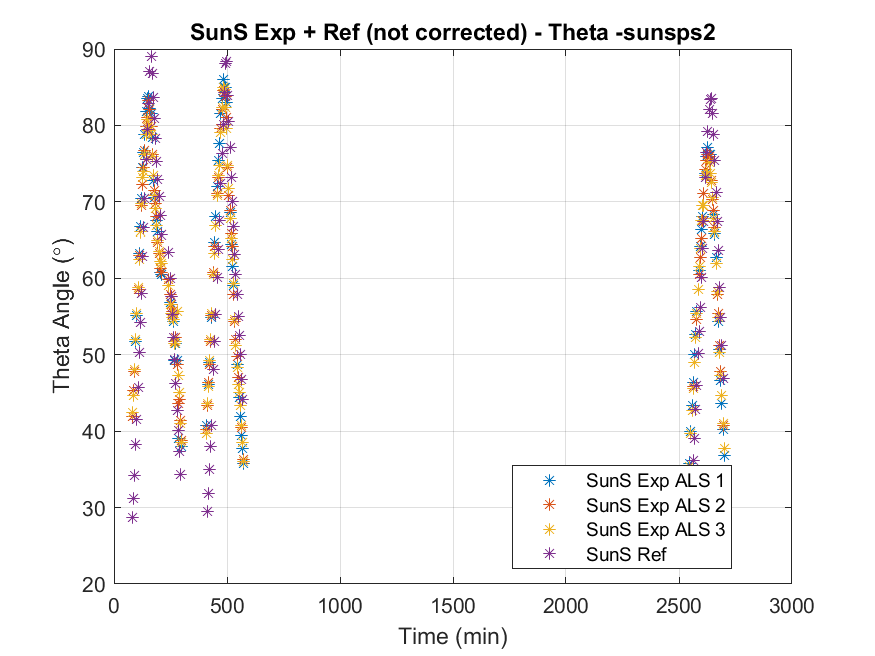 SunS Exp + Ref (not corrected) - Theta -sunsps2
Theta Angle (°)
90
80
70
60
50
40
30
20
0
500
1000
1500
2000
2500
3000
Time (min)
SunS Exp ALS 1
SunS Exp ALS 2
SunS Exp ALS 3
SunS Ref